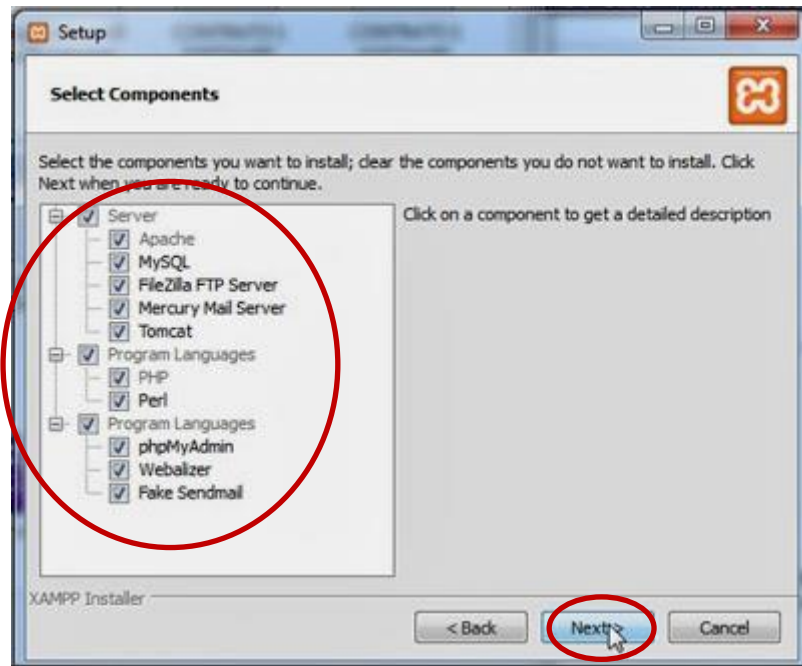 Setup
Select Components
Select the components you want to install; clear the components you do not want to install. Click
Next when you are ready to continue.
Server
Apache
MySQL
FileZilla FTP Server
Mercury Mail Server
Tomcat
Program Languages
PHP
Perl
Program Languages
phpMyAdmin
Webalizer
Fake Sendmail
Click on a component to get a detailed description
XAMPP Installer
< Back
Next >
Cancel